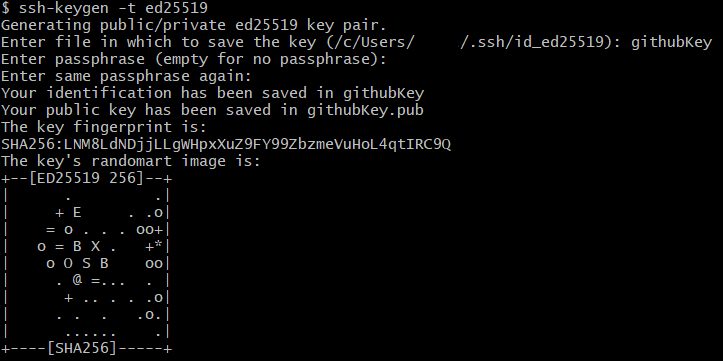 $ ssh-keygen -t ed25519
Generating public/private ed25519 key pair.
Enter file in which to save the key (/c/Users/     /.ssh/id_ed25519): githubKey
Enter passphrase (empty for no passphrase):
Enter same passphrase again:
Your identification has been saved in githubKey
Your public key has been saved in githubKey.pub
The key fingerprint is:
SHA256:LNM8LdNDjjLLgWHpxXuZ9FY99ZbzmeVuHoL4qtIRC9Q
The key's randomart image is:
+--[ED25519 256]--+
|      .         .|
|     + E     . .o|
|    = o . . . oo+|
|   o = B X .   +*|
|    o O S B    oo|
|     . @ =...  . |
|      + .. . . .o|
|     . .  .   .o.|
|      ......    .|
+----[SHA256]-----+